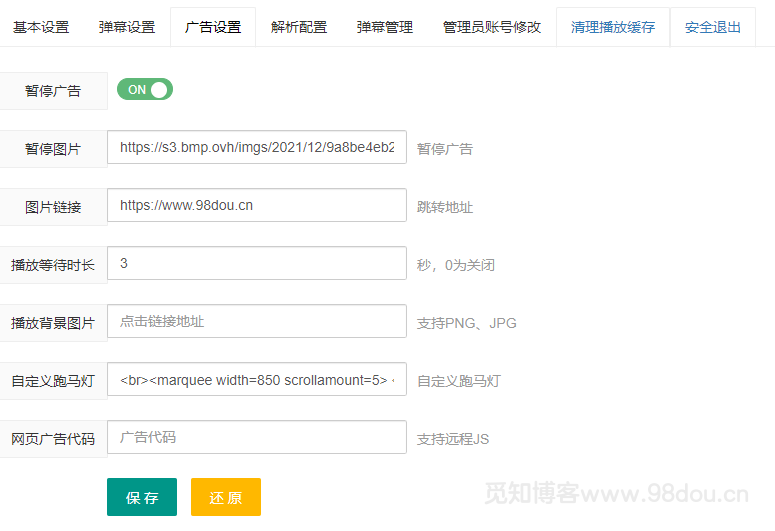 基本设置 弹幕设置 广告设置 解析配置 弹幕管理 管理员账号修改 清理播放缓存 安全退出
暂停广告 ON
暂停图片 https://s3.bmp.ovh/imgs/2021/12/9a8be4eb2 暂停广告
图片链接 https://www.98dou.cn 跳转地址
播放等待时长 3 秒，0为关闭
播放背景图片 点击链接地址 支持PNG、JPG
自定义跑马灯 <br><marquee width=850 scrollamount=5> < 自定义跑马灯
网页广告代码 广告代码 支持远程JS
保存 还原
觅知博客www.98dou.cn